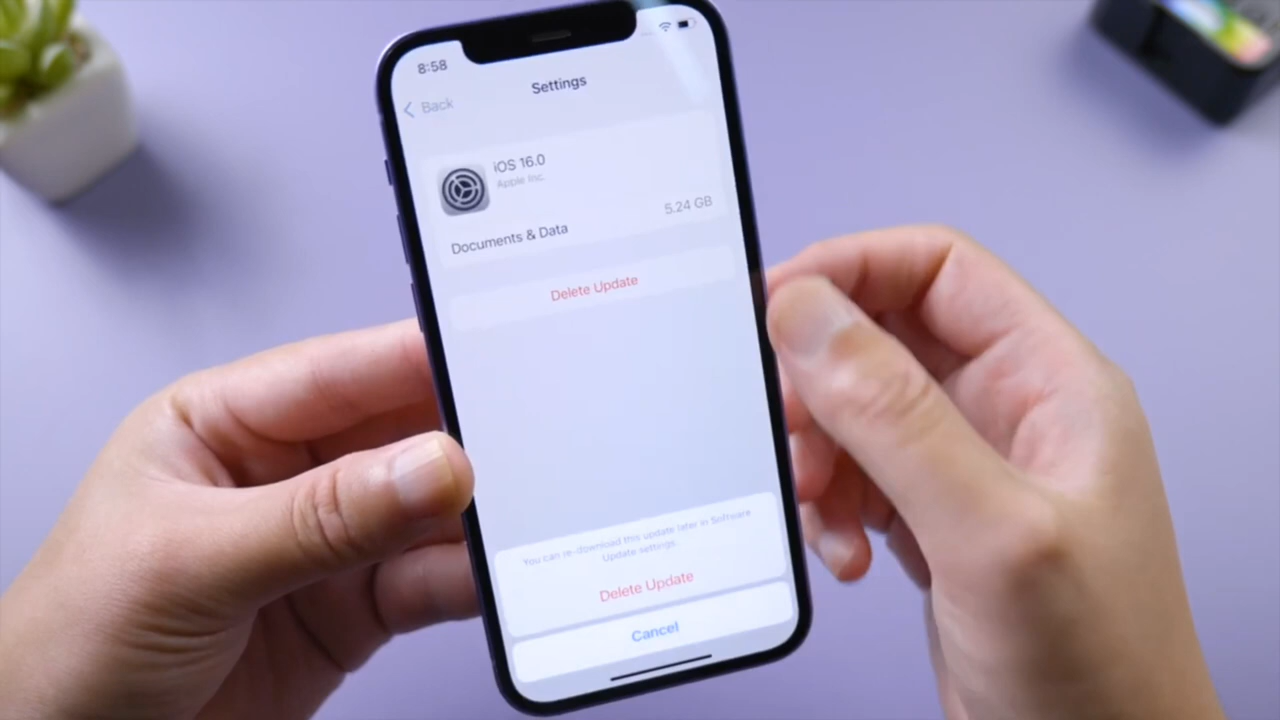 8:58
Settings
Back
iOS 16.0
Apple Inc.
Documents & Data
5.24 GB
Delete Update
You can re-download this update later in Software
Update settings.
Delete Update
Cancel